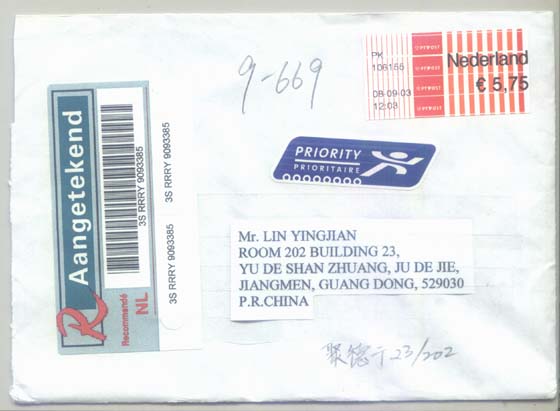 9-669
PK
106155
08-09-03
12:03
Nederland
€ 5,75
PRIORITY
PRIORITAIRE
R
Aangetekend
Recommandé
NL
3S RRRY 9093385
3S RRRY 9093385
3S RRRY 9093385
Mr. LIN YINGJIAN
ROOM 202 BUILDING 23,
YU DE SHAN ZHUANG, JU DE JIE,
JIANGMEN, GUANG DONG, 529030
P.R.CHINA
聚德 23/202